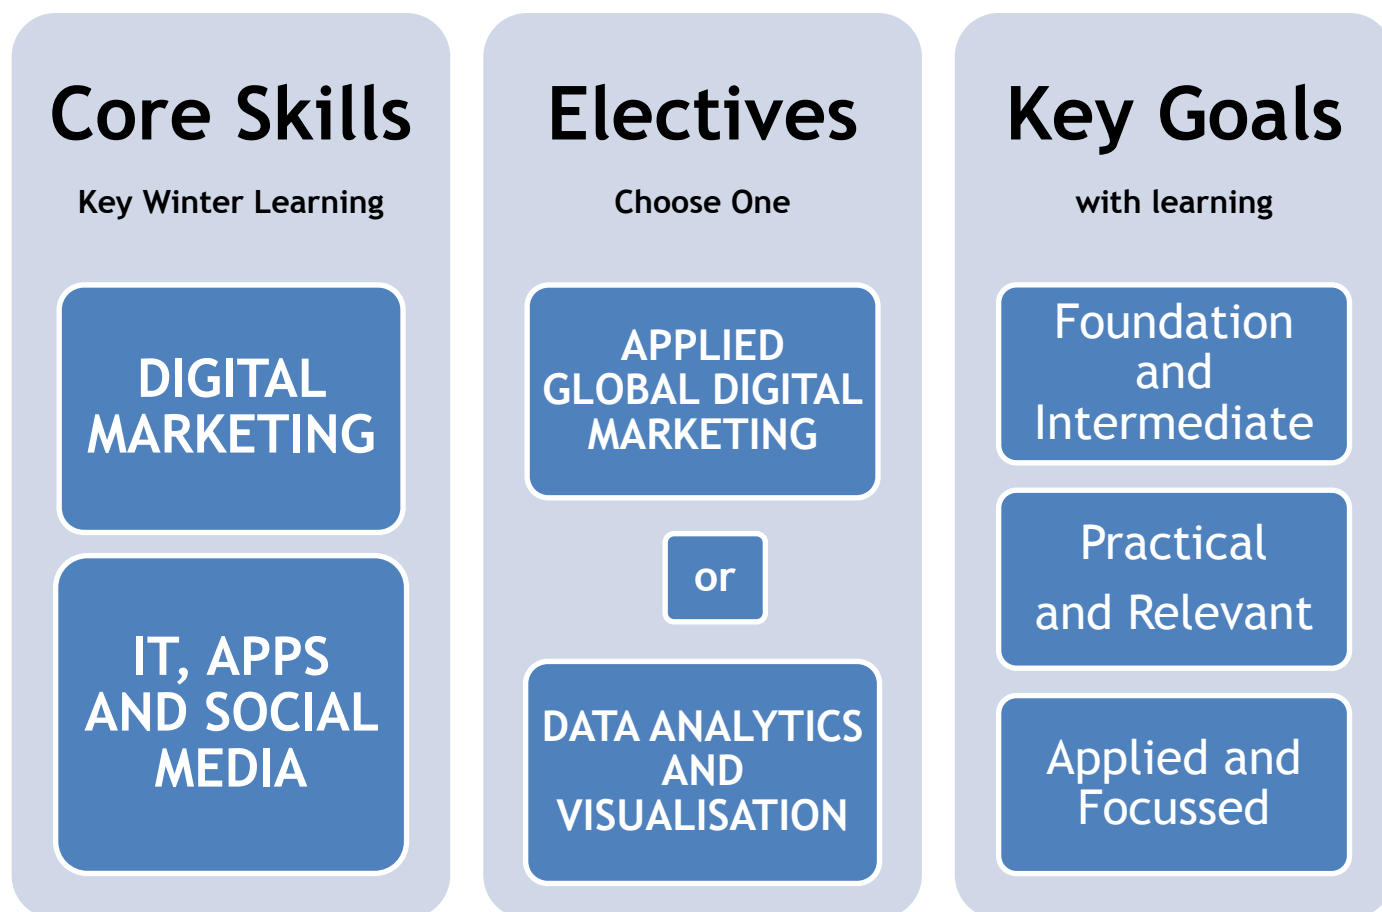 Core Skills
Key Winter Learning
DIGITAL
MARKETING
IT, APPS
AND SOCIAL
MEDIA
Electives
Choose One
APPLIED
GLOBAL DIGITAL
MARKETING
or
DATA ANALYTICS
AND
VISUALISATION
Key Goals
with learning
Foundation
and
Intermediate
Practical
and Relevant
Applied and
Focussed